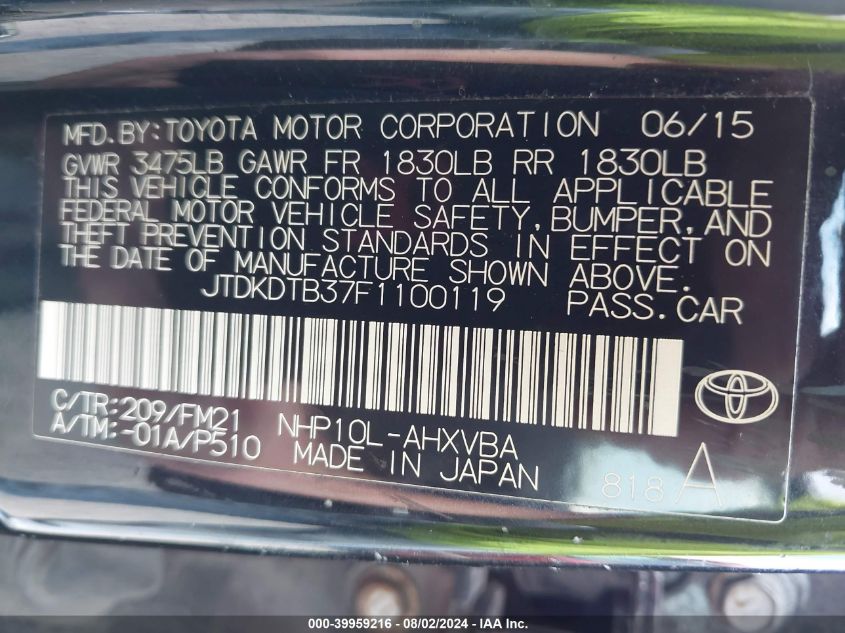 MFD. BY: TOYOTA MOTOR CORPORATION 06/15
GVWR 3475LB GAWR FR 1830LB RR 1830LB
THIS VEHICLE CONFORMS TO ALL APPLICABLE
FEDERAL MOTOR VEHICLE SAFETY, BUMPER, AND
THEFT PREVENTION STANDARDS IN EFFECT ON
THE DATE OF MANUFACTURE SHOWN ABOVE.
JTDKDTB37F1100119 PASS. CAR
C/TR: 209/FM21
A/TM: -01A/P510
NHP10L-AHXVBA
MADE IN JAPAN
818 A
000-39959216 - 08/02/2024 - IAA Inc.